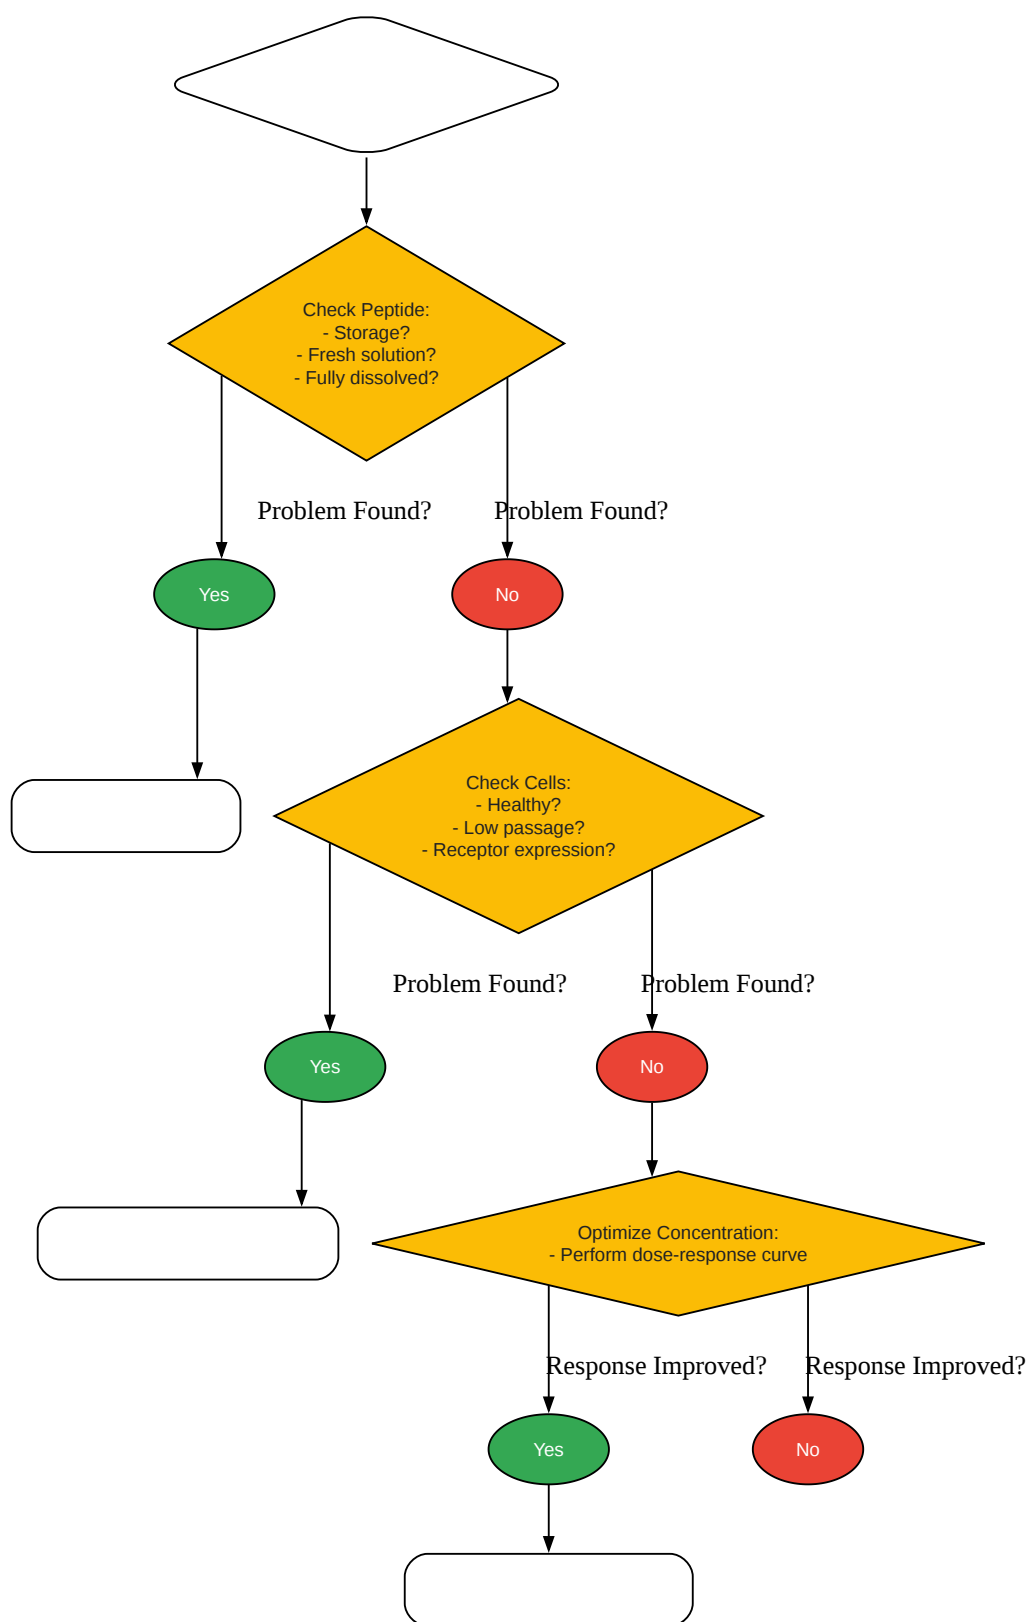 Check Peptide:
- Storage?
- Fresh solution?
- Fully dissolved?
Problem Found?
Problem Found?
Yes
No
Check Cells:
- Healthy?
- Low passage?
- Receptor expression?
Problem Found?
Problem Found?
Yes
No
Optimize Concentration:
- Perform dose-response curve
Response Improved?
Response Improved?
Yes
No